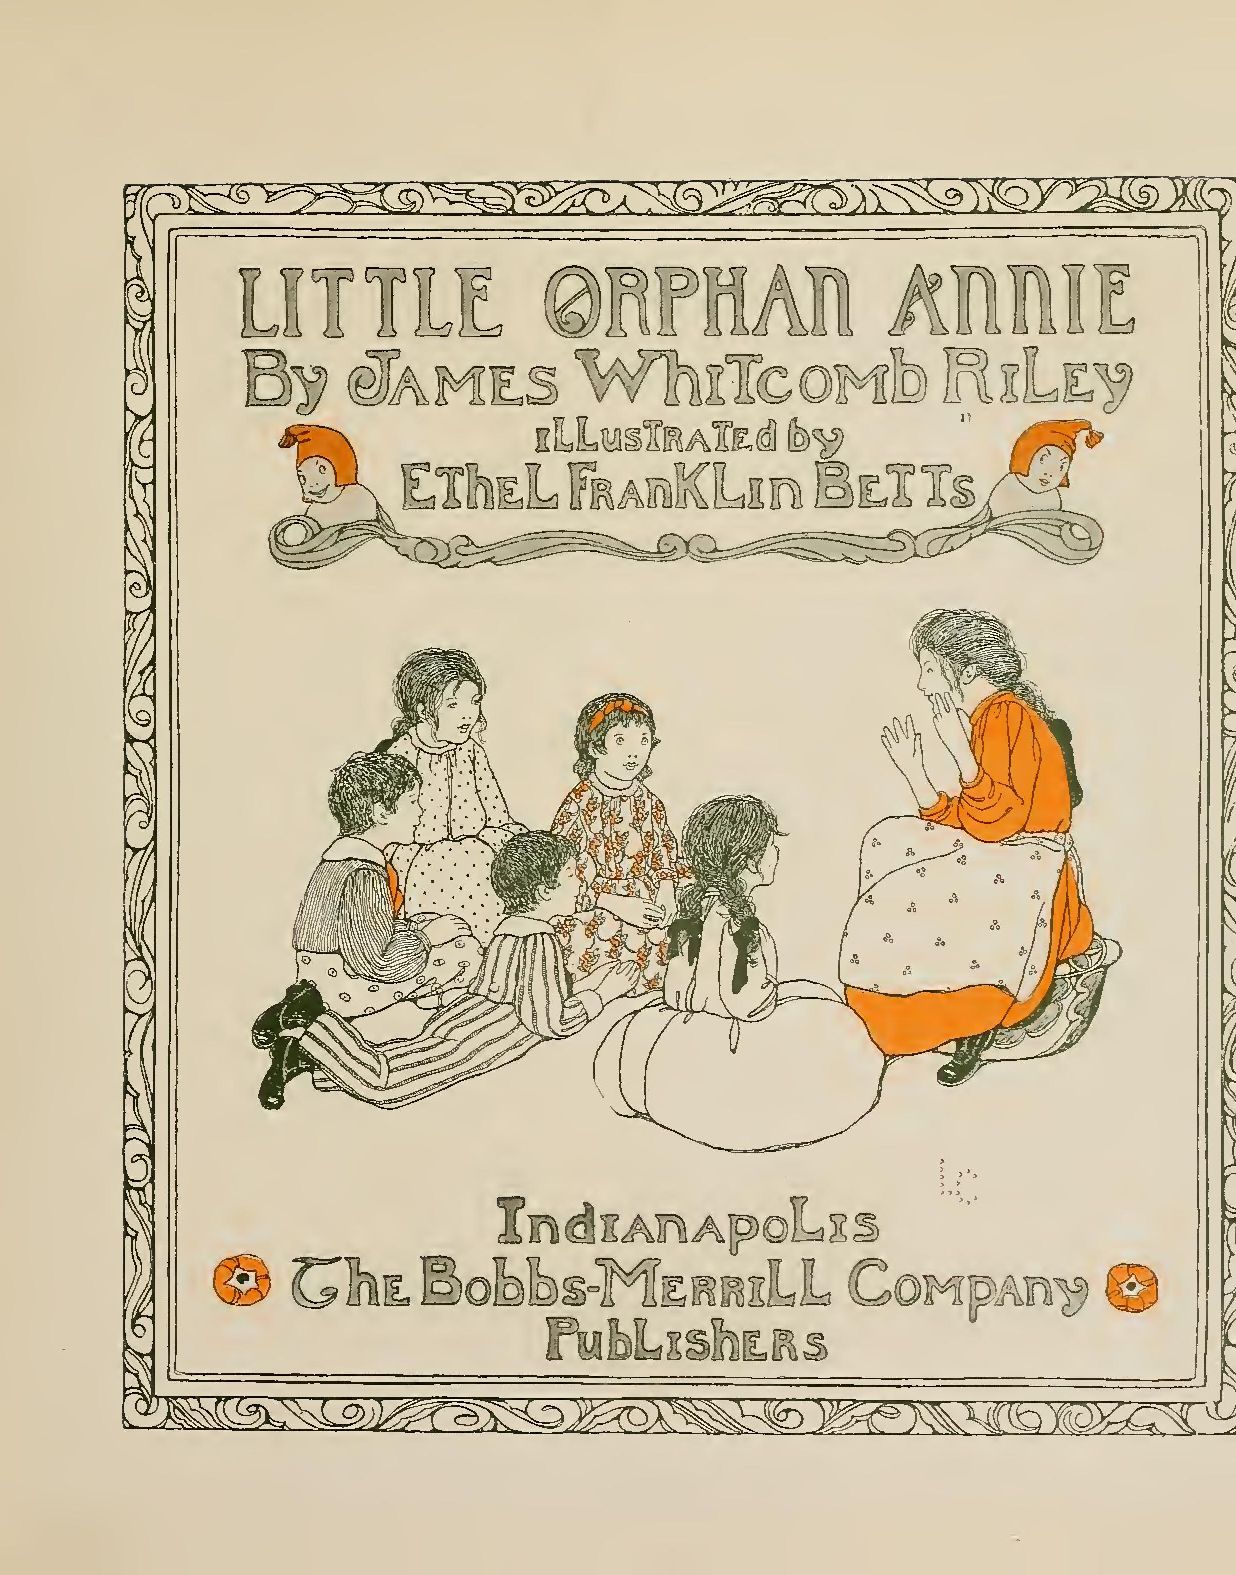 LITTLE ORPHAN ANNIE
By JAMES WHITCOMB RILEY
ILLUSTRATED by
ETHEL FRANKLIN BETTS
INDIANAPOLIS
THE BOBBS-MERRILL COMPANY
PUBLISHERS